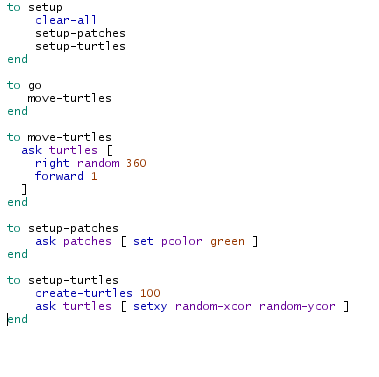 to setup
    clear-all
    setup-patches
    setup-turtles
end

to go
   move-turtles
end

to move-turtles
  ask turtles [
    right random 360
    forward 1
  ]
end

to setup-patches
    ask patches [ set pcolor green ]
end

to setup-turtles
    create-turtles 100
    ask turtles [ setxy random-xcor random-ycor ]
end